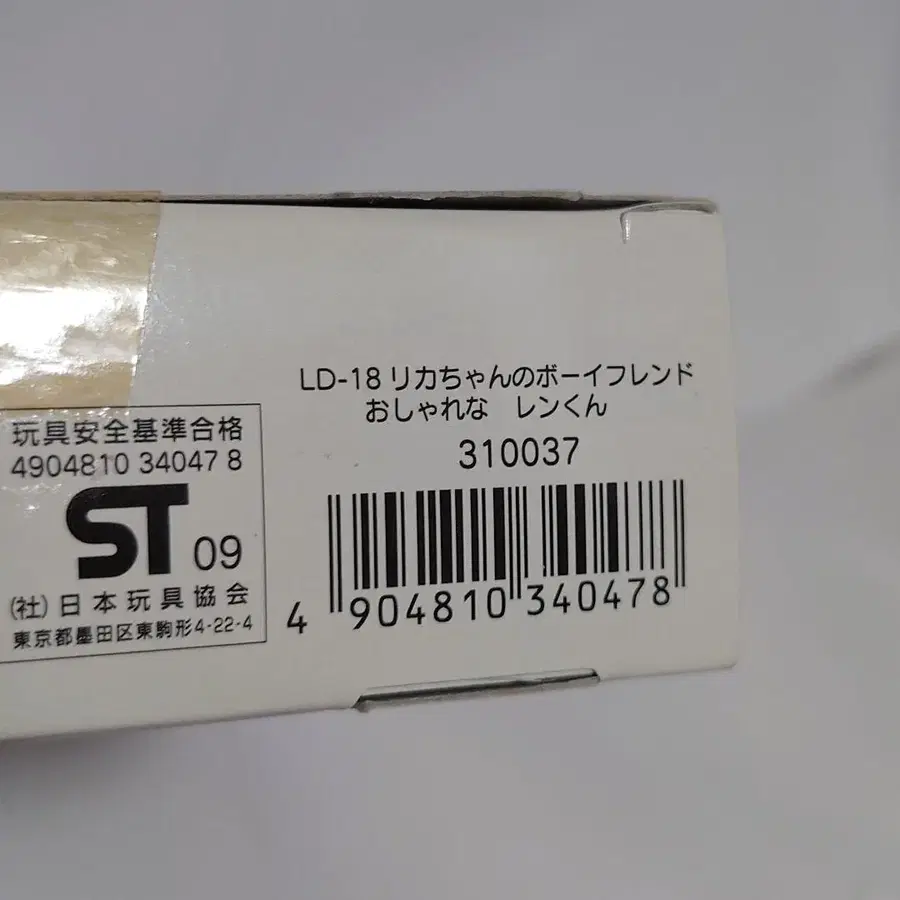 LD-18 リカちゃんのボーイフレンド
おしゃれな レンくん
310037
4 904810 340478
玩具安全基準合格
4904810 34047 8
ST 09
(社)日本玩具協会
東京都墨田区東駒形4-22-4